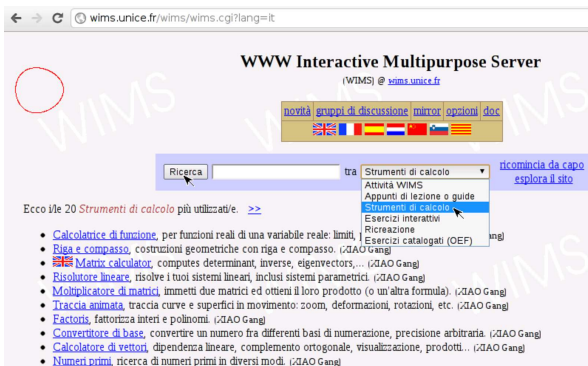 wims.unice.fr/wims/wims.cgi?lang=it
WWW Interactive Multipurpose Server
(WIMS) @ wims.unice.fr
novità gruppi di discussione mirror opzioni doc
Ricerca tra Strumenti di calcolo ricomincia da capo
esplora il sito
Attività WIMS
Appunti di lezione o guide
Strumenti di calcolo
Esercizi interattivi
Ricreazione
Esercizi catalogati (OEF)
Ecco i/le 20 Strumenti di calcolo più utilizzati/e. >>
Calcolatrice di funzione, per funzioni reali di una variabile reale: limiti, ang)
Riga e compasso, costruzioni geometriche con riga e compasso. (XIAO Gang)
Matrix calculator, computes determinant, inverse, eigenvectors,... (XIAO Gang)
Risolutore lineare, risolve i tuoi sistemi lineari, inclusi sistemi parametrici. (XIAO Gang)
Moltiplicatore di matrici, immetti due matrici ed ottieni il loro prodotto (o un'altra formula). (XIAO Gang)
Traccia animata, traccia curve e superfici in movimento: zoom, deformazioni, rotazioni, etc. (XIAO Gang)
Factoris, fattorizza interi e polinomi. (XIAO Gang)
Convertitore di base, convertire un numero fra differenti basi di numerazione, precisione arbitraria. (XIAO Gang)
Calcolatore di vettori, dipendenza lineare, complemento ortogonale, visualizzazione, prodotti... (XIAO Gang)
Numeri primi, ricerca di numeri primi in diversi modi. (XIAO Gang)
WIMS
WIMS
WIMS
WIMS